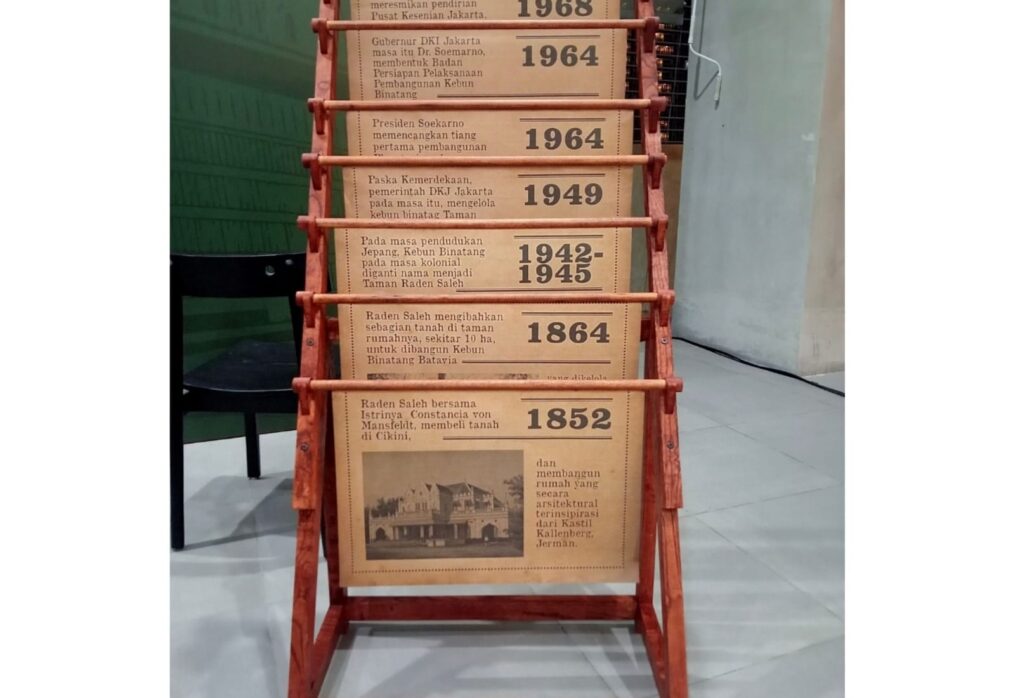 meresmikan pendirian
Pusat Kesenian Jakarta.
1968
Gubernur DKI Jakarta
masa itu Dr. Soemarno,
membentuk Badan
Persiapan Pelaksanaan
Pembangunan Kebun
Binatang
1964
Presiden Soekarno
memencangkan tiang
pertama pembangunan
1964
Paska Kemerdekaan,
pemerintah DKJ Jakarta
pada masa itu, mengelola
kebun binatag Taman
1949
Pada masa pendudukan
Jepang, Kebun Binatang
pada masa kolonial
diganti nama menjadi
Taman Raden Saleh
1942-
1945
Raden Saleh mengibahkan
sebagian tanah di taman
rumahnya, sekitar 10 ha,
untuk dibangun Kebun
Binatang Batavia
1864
yang dikelola
Raden Saleh bersama
Istrinya Constancia von
Mansfeldt, membeli tanah
di Cikini,
1852
dan
membangun
rumah yang
secara
arsitektural
terinspirasi
dari Kastil
Kallenberg,
Jerman.